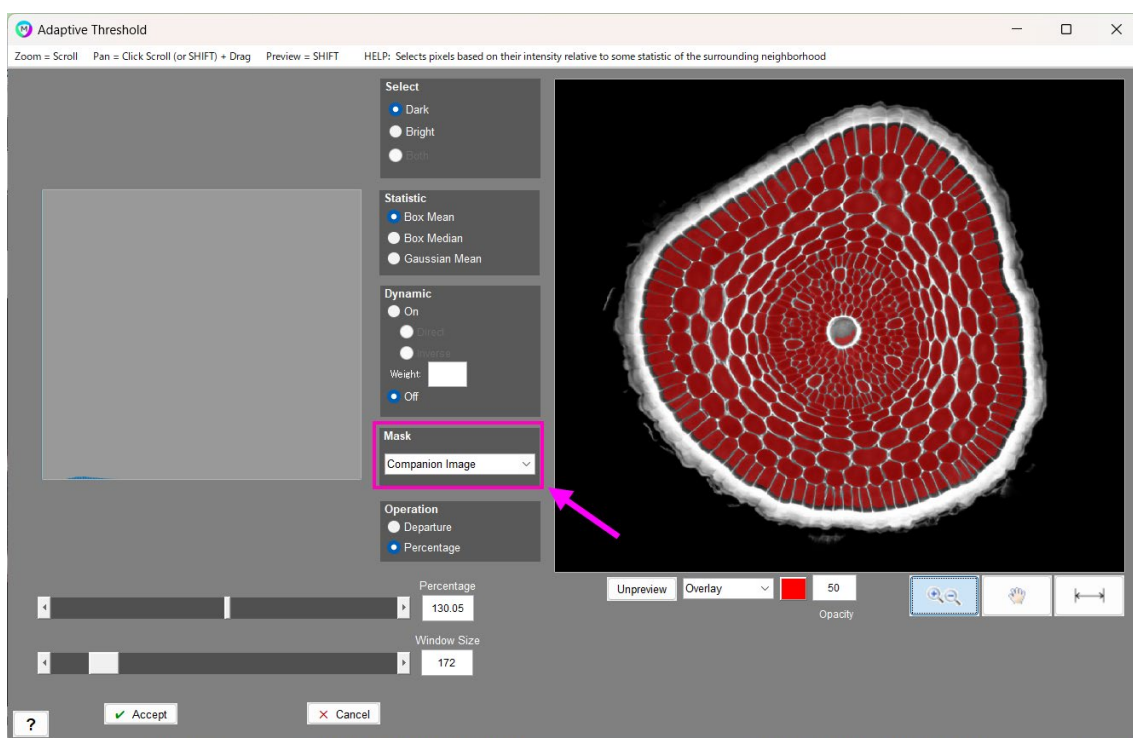 Adaptive Threshold
Zoom = Scroll Pan = Click Scroll (or SHIFT) + Drag Preview = SHIFT HELP: Selects pixels based on their intensity relative to some statistic of the surrounding neighborhood
Select
Dark
Bright
Both
Statistic
Box Mean
Box Median
Gaussian Mean
Dynamic
On
Direct
Inverse
Weight:
Off
Mask
Companion Image
Operation
Departure
Percentage
Percentage
130.05
Window Size
172
Unpreview Overlay 50
Opacity
? Accept Cancel